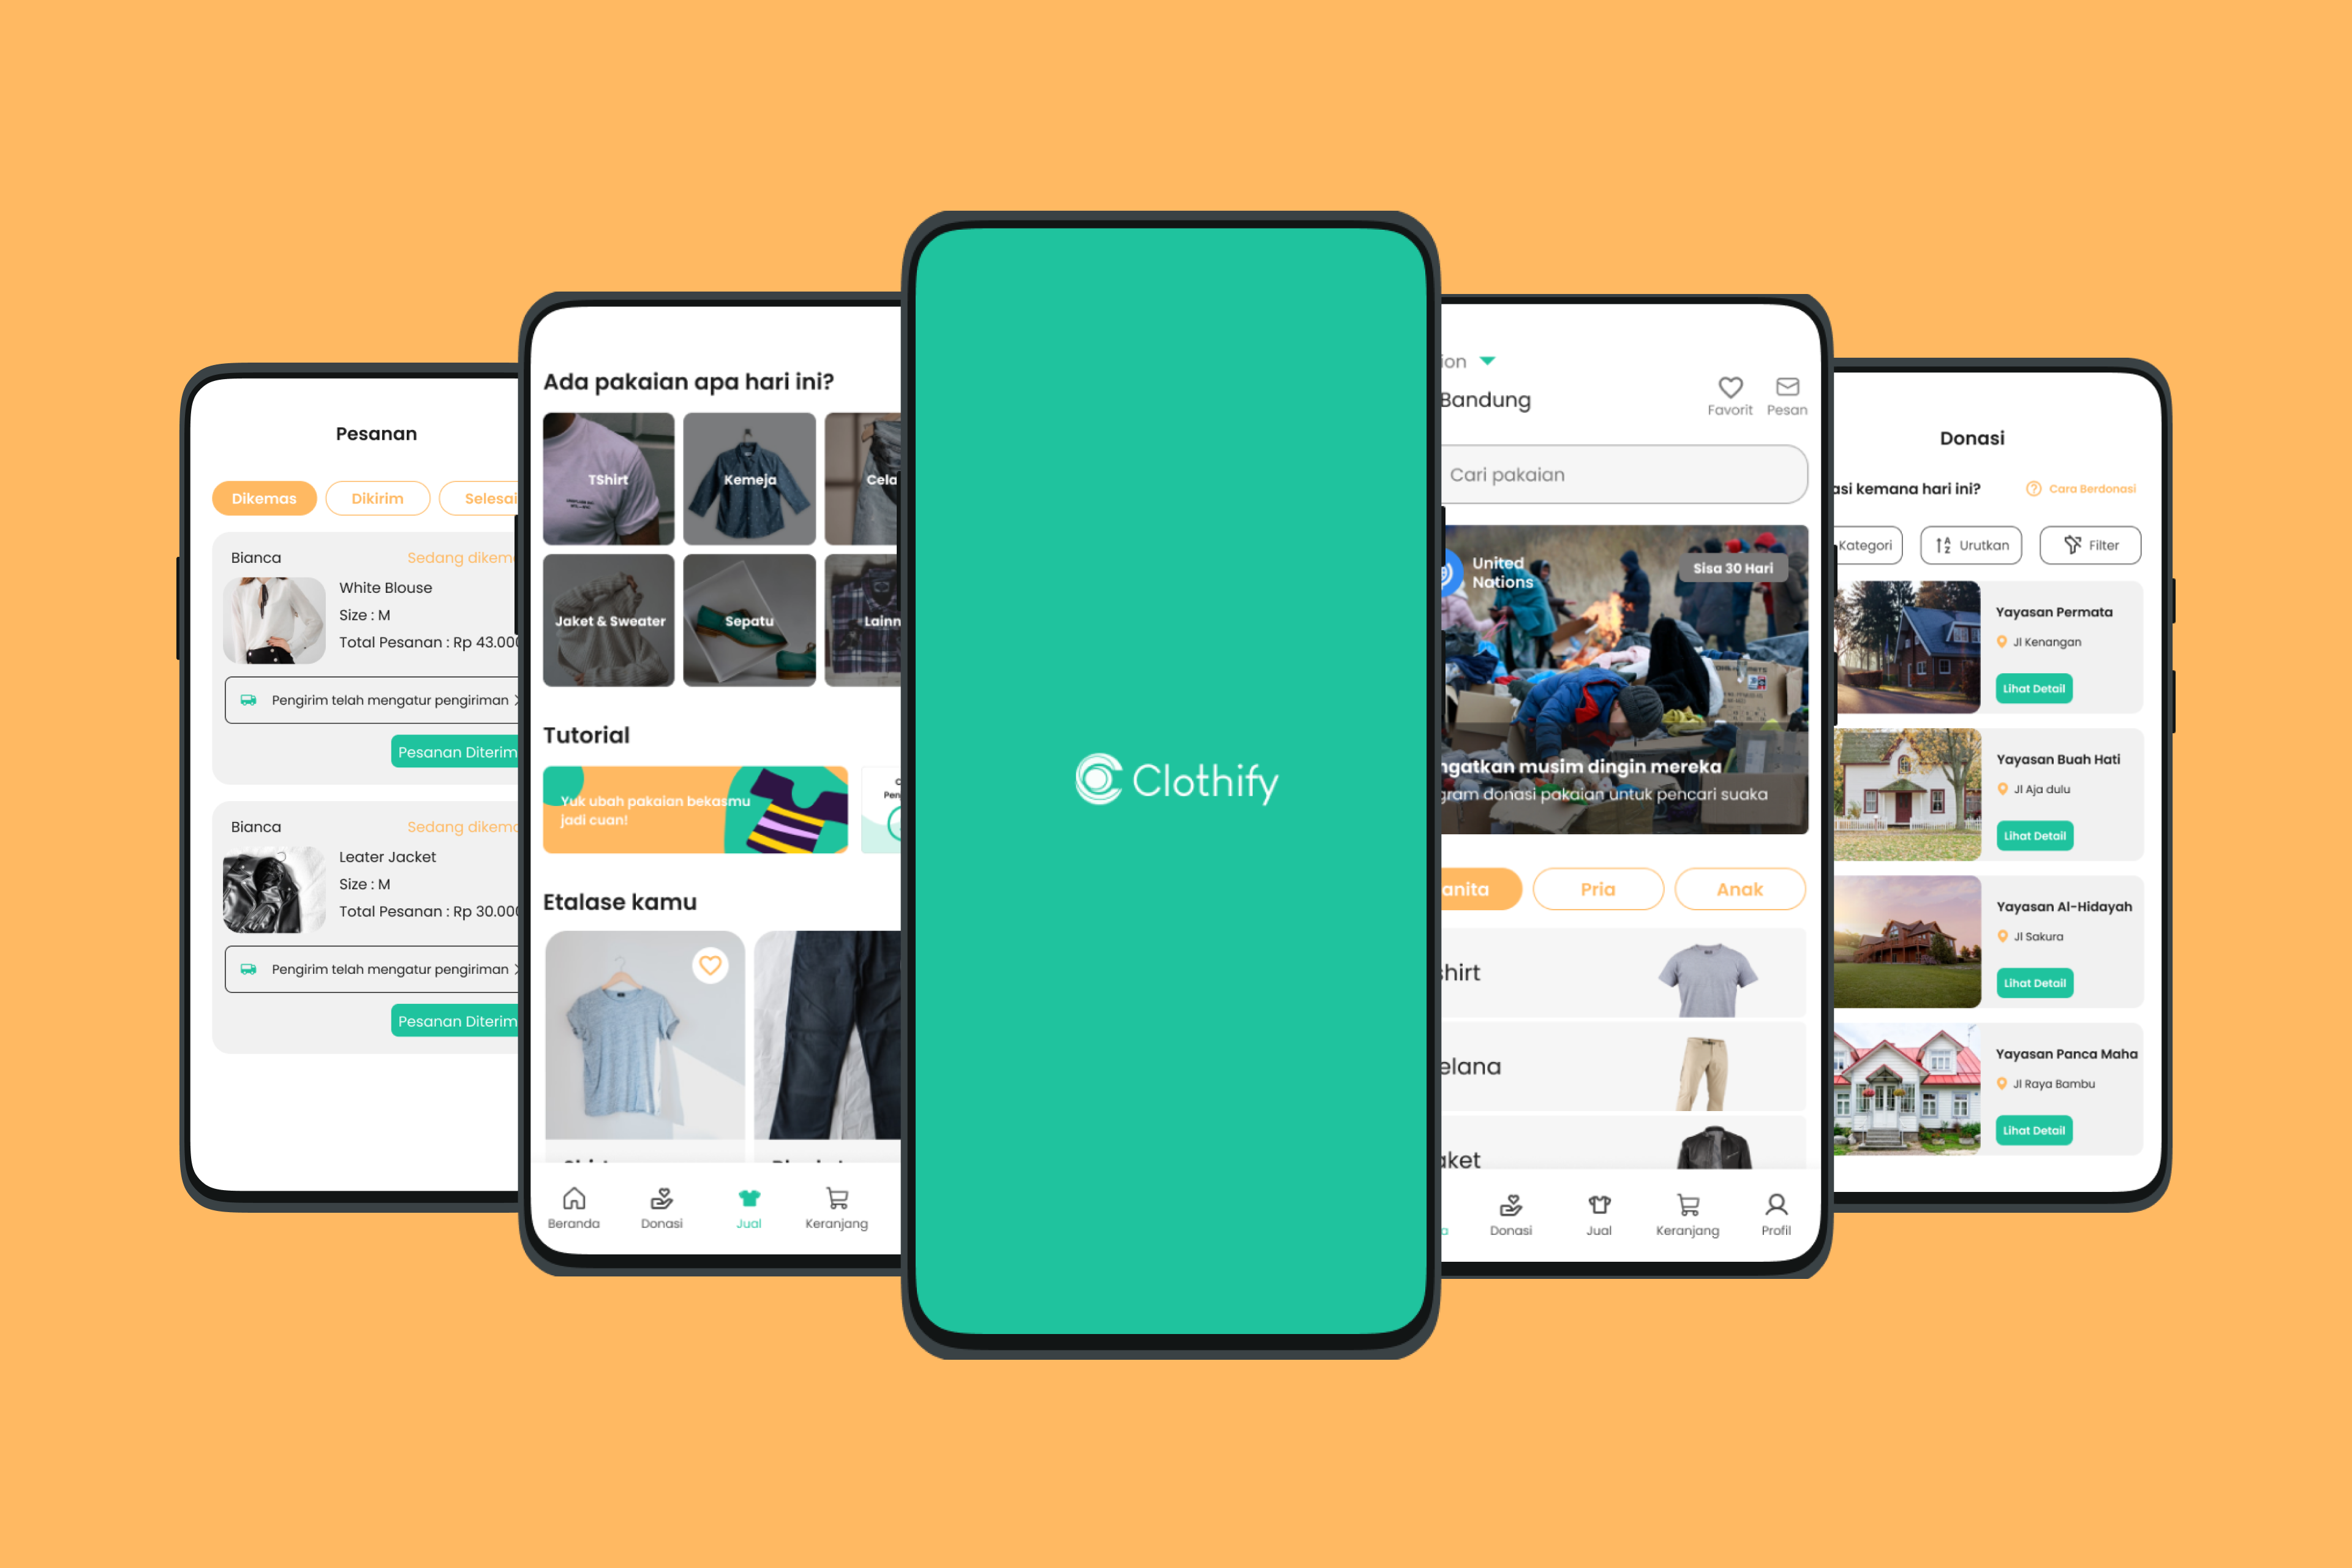 Pesanan
Dikemas
Dikirim
Selesai
Bianca
Sedang dikem
White Blouse
Size : M
Total Pesanan : Rp 43.000
Pengirim telah mengatur pengiriman
Pesanan Diterim
Bianca
Sedang dikem
Leater Jacket
Size : M
Total Pesanan : Rp 30.000
Pengirim telah mengatur pengiriman
Pesanan Diterim
Ada pakaian apa hari ini?
TShirt
Kemeja
Cela
Jaket & Sweater
Sepatu
Lainn
Tutorial
Yuk ubah pakaian bekasmu
jadi cuan!
Pen
Etalase kamu
Beranda
Donasi
Jual
Keranjang
Clothify
ion
Bandung
Favorit
Pesan
Cari pakaian
United
Nations
Sisa 30 Hari
ngatkan musim dingin mereka
gram donasi pakaian untuk pencari suaka
anita
Pria
Anak
shirt
elana
aket
a
Donasi
Jual
Keranjang
Profil
Donasi
asi kemana hari ini?
Cara Berdonasi
Kategori
Urutkan
Filter
Yayasan Permata
Jl Kenangan
Lihat Detail
Yayasan Buah Hati
Jl Aja dulu
Lihat Detail
Yayasan Al-Hidayah
Jl Sakura
Lihat Detail
Yayasan Panca Maha
Jl Raya Bambu
Lihat Detail